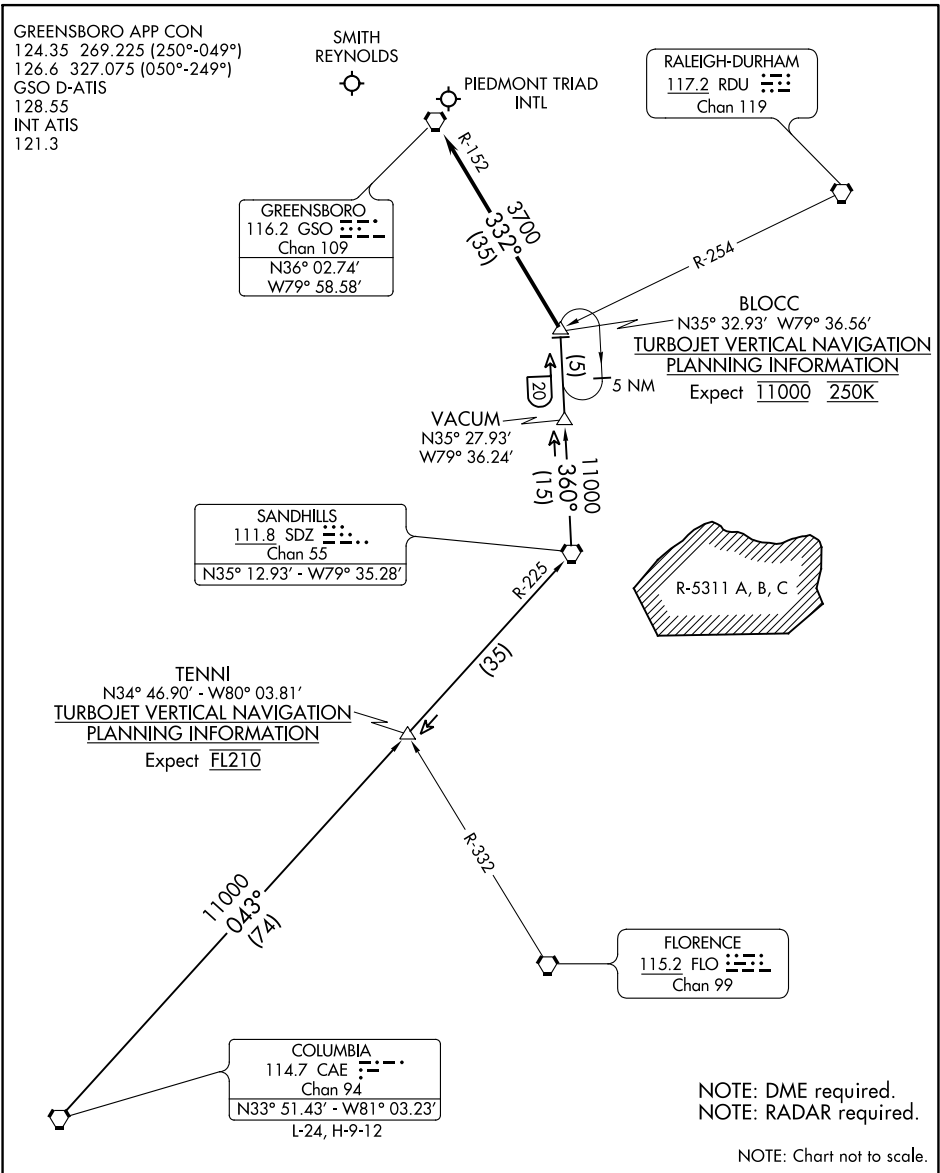 GREENSBORO APP CON
124.35 269.225 (250°-049°)
126.6 327.075 (050°-249°)
GSO D-ATIS
128.55
INT ATIS
121.3
SMITH
REYNOLDS
PIEDMONT TRIAD
INTL
RALEIGH-DURHAM
117.2 RDU
Chan 119
R-152
GREENSBORO
116.2 GSO
Chan 109
N36° 02.74'
W79° 58.58'
3700
332°
(35)
R-254
BLOCC
N35° 32.93' W79° 36.56'
TURBOJET VERTICAL NAVIGATION
PLANNING INFORMATION
Expect 11000 250K
(5)
20
5 NM
VACUM
N35° 27.93'
W79° 36.24'
11000
360°
(15)
SANDHILLS
111.8 SDZ
Chan 55
N35° 12.93' - W79° 35.28'
R-225
R-5311 A, B, C
(35)
TENNI
N34° 46.90' - W80° 03.81'
TURBOJET VERTICAL NAVIGATION
PLANNING INFORMATION
Expect FL210
R-332
11000
043°
(74)
FLORENCE
115.2 FLO
Chan 99
COLUMBIA
114.7 CAE
Chan 94
N33° 51.43' - W81° 03.23'
L-24, H-9-12
NOTE: DME required.
NOTE: RADAR required.
NOTE: Chart not to scale.